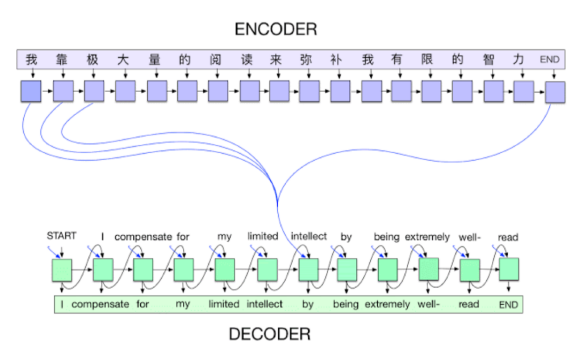 ENCODER
我 靠 极 大 量 的 阅 读 来 弥 补 我 有 限 的 智 力 END
START I compensate for my limited intellect by being extremely well- read
I compensate for my limited intellect by being extremely well- read END
DECODER